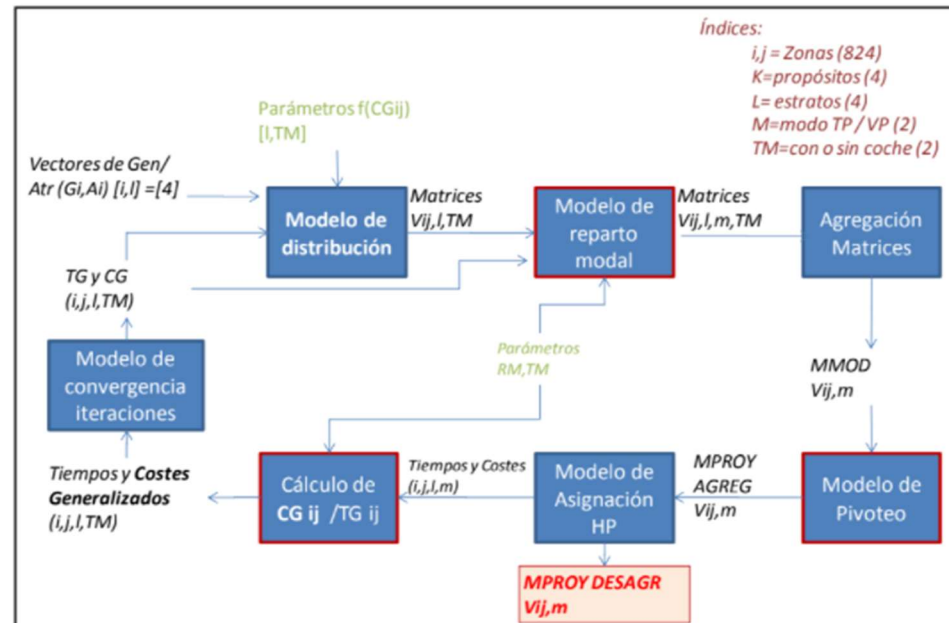 Índices:
i,j = Zonas (824)
K=propósitos (4)
L= estratos (4)
M=modo TP / VP (2)
TM=con o sin coche (2)
Parámetros f(CGij)
[l,TM]
Vectores de Gen/
Atr (Gi,Ai) [i,l] =[4]
Modelo de
distribución
Matrices
Vij,l,TM
Modelo de
reparto
modal
Matrices
Vij,l,m,TM
Agregación
Matrices
TG y CG
(i,j,l,TM)
Modelo de
convergencia
iteraciones
Parámetros
RM,TM
MMOD
Vij,m
Tiempos y Costes
Generalizados
(i,j,l,TM)
Cálculo de
CG ij /TG ij
Tiempos y Costes
(i,j,l,m)
Modelo de
Asignación
HP
MPROY
AGREG
Vij,m
Modelo de
Pivoteo
MPROY DESAGR
Vij,m